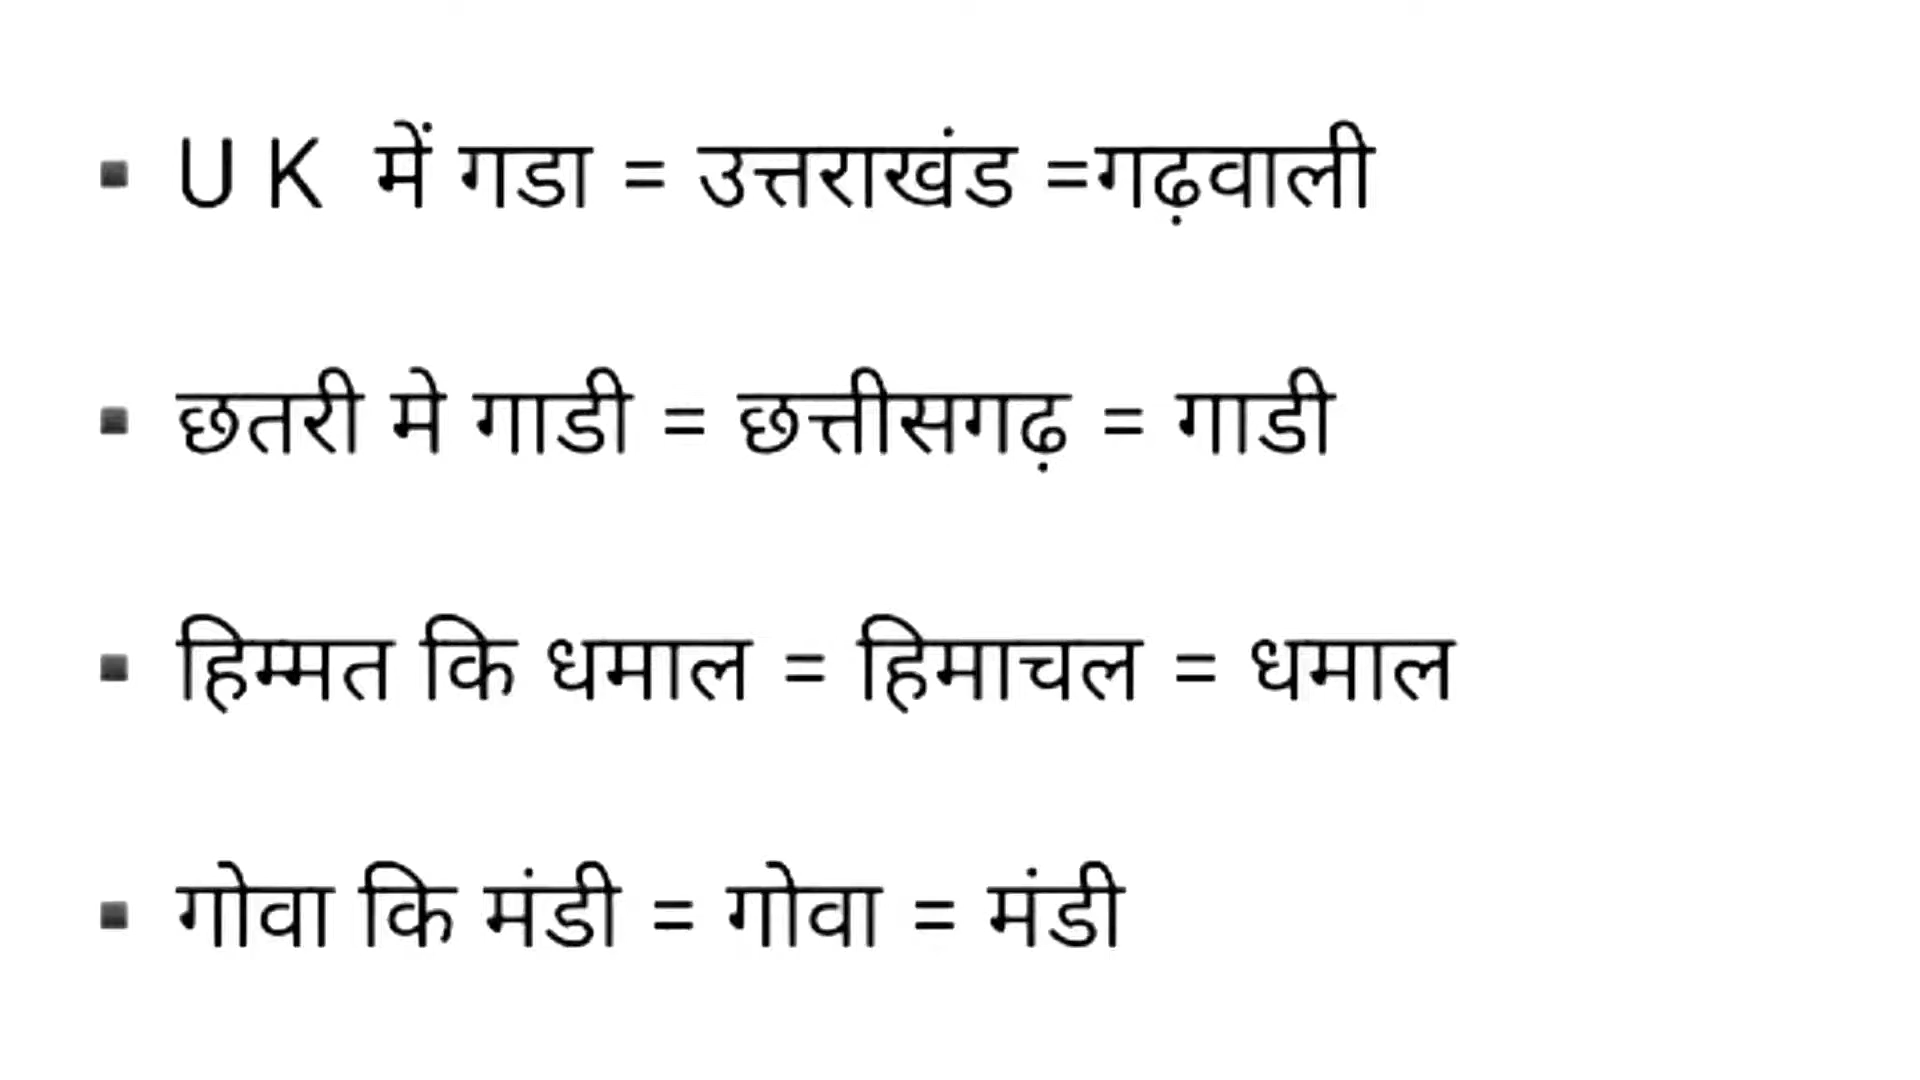 ▪ U K में गडा = उत्तराखंड =गढ़वाली
▪ छतरी मे गाडी = छत्तीसगढ़ = गाडी
▪ हिम्मत कि धमाल = हिमाचल = धमाल
▪ गोवा कि मंडी = गोवा = मंडी